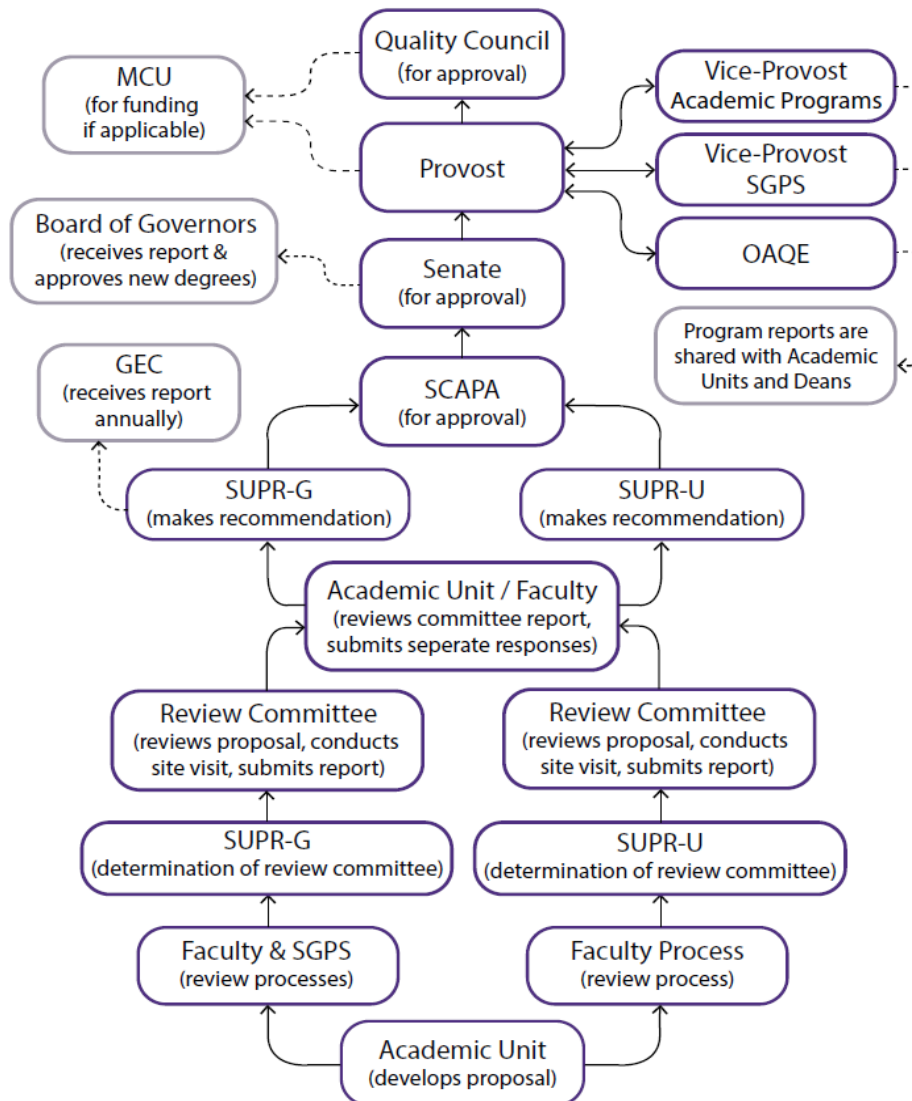 Quality Council
(for approval)
MCU
(for funding
if applicable)
Vice-Provost
Academic Programs
Provost
Vice-Provost
SGPS
Board of Governors
(receives report &
approves new degrees)
Senate
(for approval)
OAQE
Program reports are
shared with Academic
Units and Deans
GEC
(receives report
annually)
SCAPA
(for approval)
SUPR-G
(makes recommendation)
SUPR-U
(makes recommendation)
Academic Unit / Faculty
(reviews committee report,
submits seperate responses)
Review Committee
(reviews proposal, conducts
site visit, submits report)
Review Committee
(reviews proposal, conducts
site visit, submits report)
SUPR-G
(determination of review committee)
SUPR-U
(determination of review committee)
Faculty & SGPS
(review processes)
Faculty Process
(review process)
Academic Unit
(develops proposal)